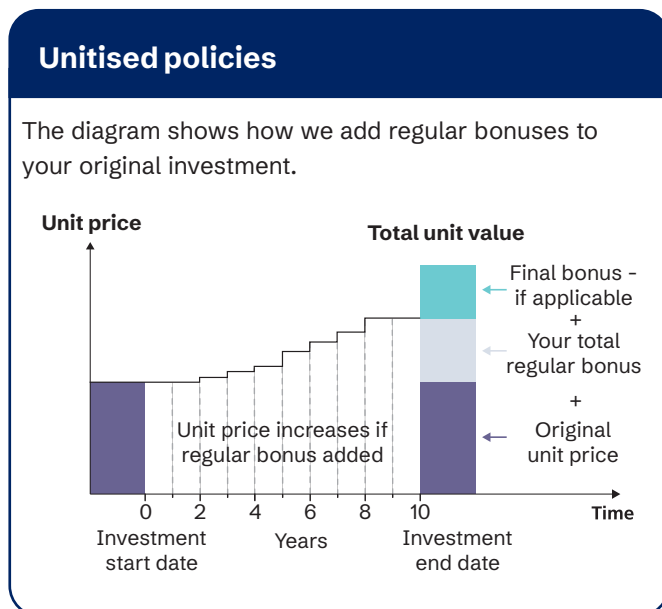 Unitised policies
The diagram shows how we add regular bonuses to
your original investment.
Unit price
Total unit value
Final bonus -
if applicable
+
Your total
regular bonus
+
Original
unit price
Unit price increases if
regular bonus added
0 2 4 6 8 10
Time
Investment
start date
Years
Investment
end date